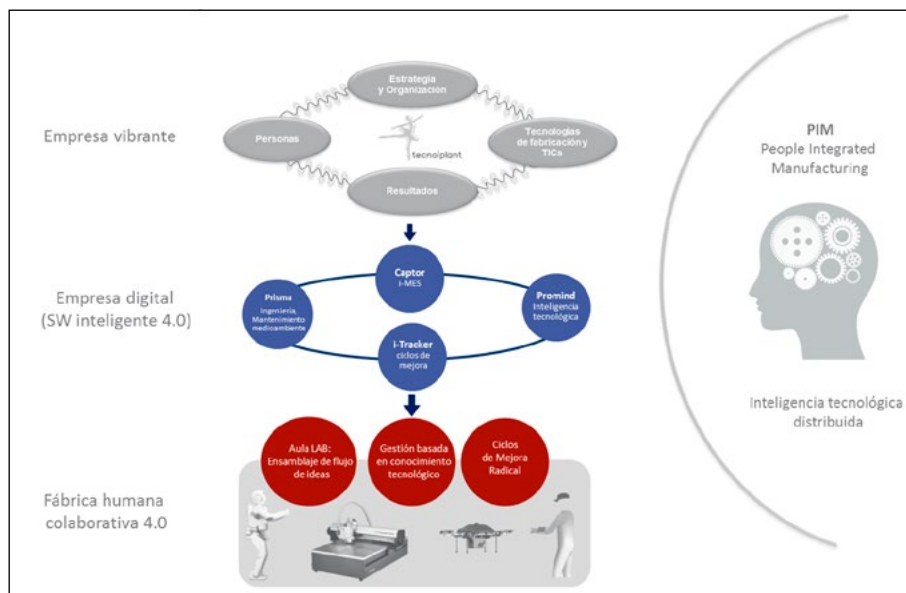 Estrategia
y Organización
Empresa vibrante
Personas
tecnoiplant
Tecnologías
de fabricación y
TICs
Resultados
PIM
People Integrated
Manufacturing
Empresa digital
(SW inteligente 4.0)
Captor
i-MES
Prisma
Ingeniería,
Mantenimiento
medioambiente
Promind
Inteligencia
tecnológica
i-Tracker
ciclos de
mejora
Inteligencia tecnológica
distribuida
Aula LAB:
Ensamblaje de flujo
de ideas
Gestión basada
en conocimiento
tecnológico
Ciclos
de Mejora
Radical
Fábrica humana
colaborativa 4.0